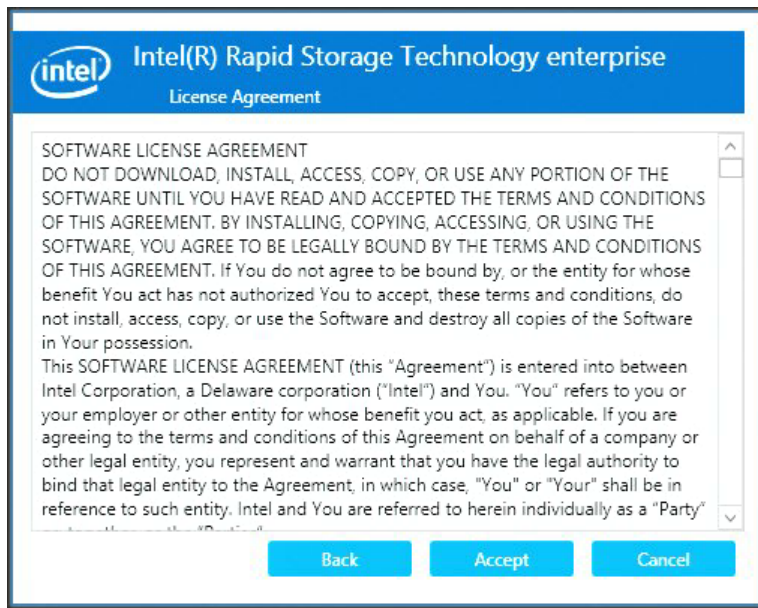 intel
Intel(R) Rapid Storage Technology enterprise
License Agreement
SOFTWARE LICENSE AGREEMENT
DO NOT DOWNLOAD, INSTALL, ACCESS, COPY, OR USE ANY PORTION OF THE
SOFTWARE UNTIL YOU HAVE READ AND ACCEPTED THE TERMS AND CONDITIONS
OF THIS AGREEMENT. BY INSTALLING, COPYING, ACCESSING, OR USING THE
SOFTWARE, YOU AGREE TO BE LEGALLY BOUND BY THE TERMS AND CONDITIONS
OF THIS AGREEMENT. If You do not agree to be bound by, or the entity for whose
benefit You act has not authorized You to accept, these terms and conditions, do
not install, access, copy, or use the Software and destroy all copies of the Software
in Your possession.
This SOFTWARE LICENSE AGREEMENT (this "Agreement") is entered into between
Intel Corporation, a Delaware corporation ("Intel") and You. "You" refers to you or
your employer or other entity for whose benefit you act, as applicable. If you are
agreeing to the terms and conditions of this Agreement on behalf of a company or
other legal entity, you represent and warrant that you have the legal authority to
bind that legal entity to the Agreement, in which case, "You" or "Your" shall be in
reference to such entity. Intel and You are referred to herein individually as a "Party"
Back Accept Cancel